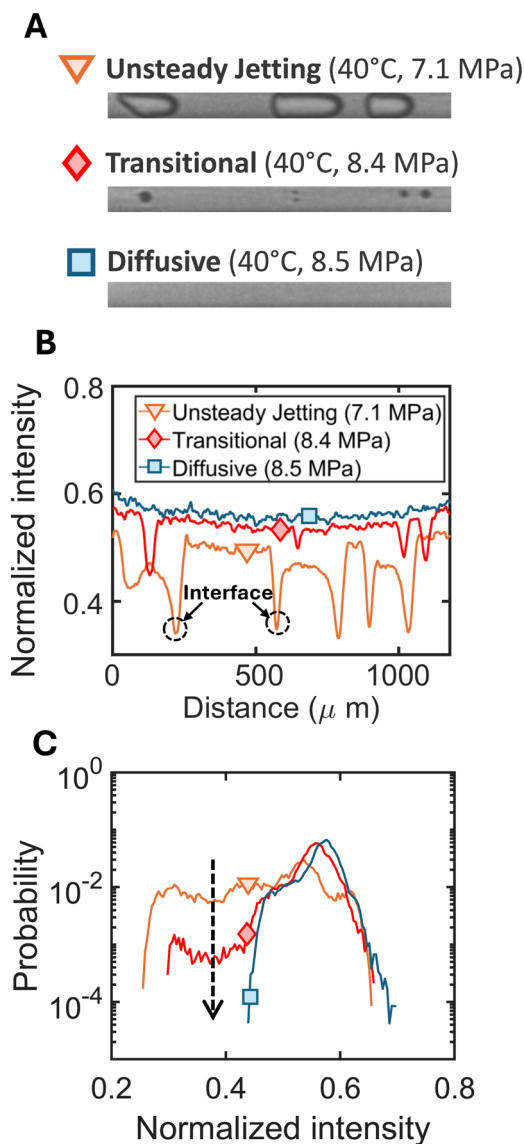 A
Unsteady Jetting (40°C, 7.1 MPa)
Transitional (40°C, 8.4 MPa)
Diffusive (40°C, 8.5 MPa)
B
Normalized intensity
0.8
0.6
0.4
Unsteady Jetting (7.1 MPa)
Transitional (8.4 MPa)
Diffusive (8.5 MPa)
Interface
0 500 1000
Distance (μ m)
C
Probability
10⁰
10⁻²
10⁻⁴
0.2 0.4 0.6 0.8
Normalized intensity